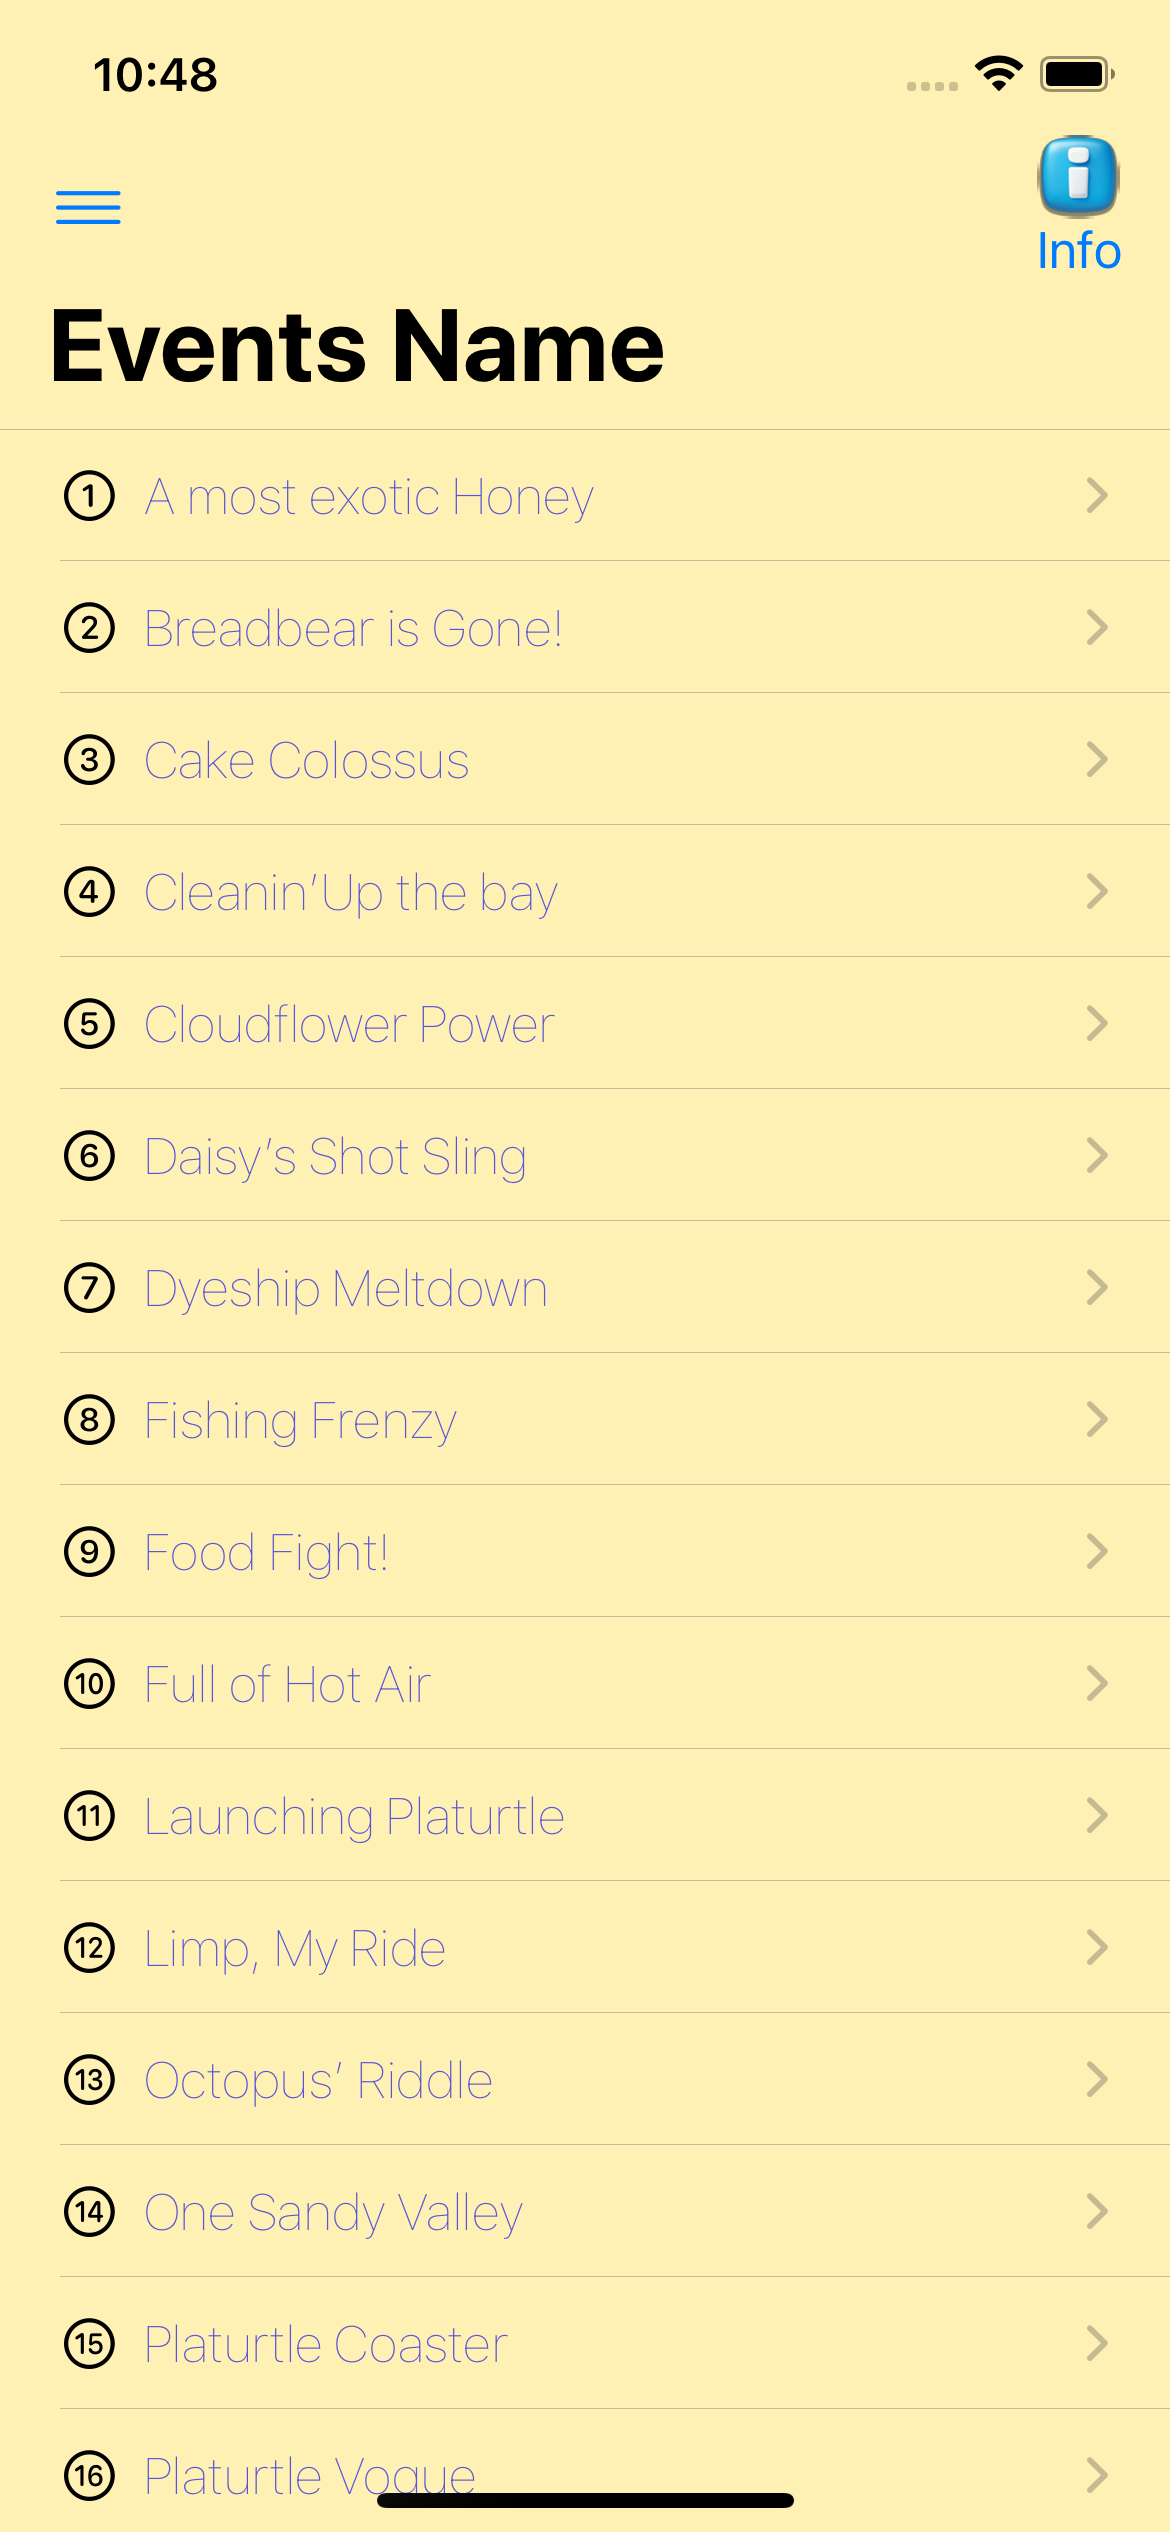 10:48
Info
Events Name
1 A most exotic Honey
2 Breadbear is Gone!
3 Cake Colossus
4 Cleanin’Up the bay
5 Cloudflower Power
6 Daisy’s Shot Sling
7 Dyeship Meltdown
8 Fishing Frenzy
9 Food Fight!
10 Full of Hot Air
11 Launching Platurtle
12 Limp, My Ride
13 Octopus’ Riddle
14 One Sandy Valley
15 Platurtle Coaster
16 Platurtle Vogue